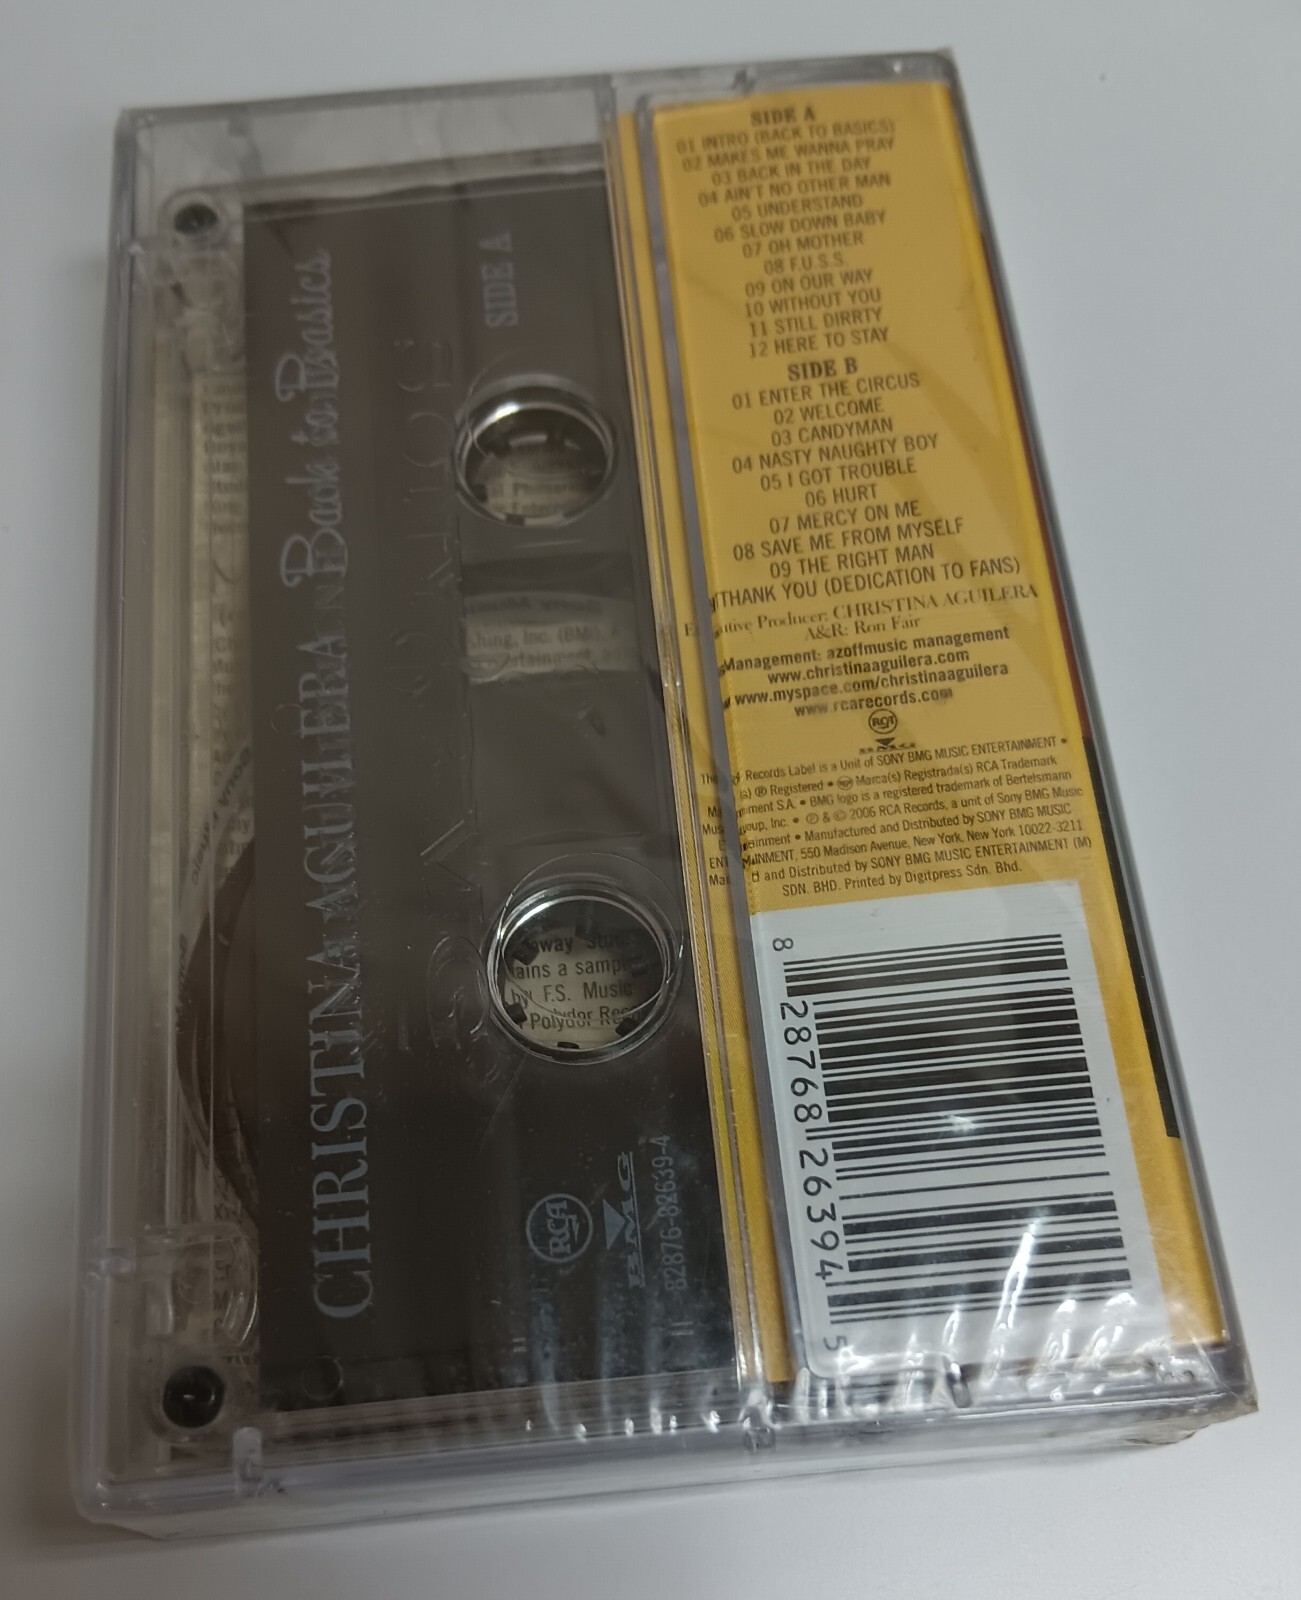 SIDE A
01 INTRO (BACK TO BASICS)
02 MAKES ME WANNA PRAY
03 BACK IN THE DAY
04 AIN'T NO OTHER MAN
05 UNDERSTAND
06 SLOW DOWN BABY
07 OH MOTHER
08 F.U.S.S.
09 ON OUR WAY
10 WITHOUT YOU
11 STILL DIRRTY
12 HERE TO STAY
SIDE B
01 ENTER THE CIRCUS
02 WELCOME
03 CANDYMAN
04 NASTY NAUGHTY BOY
05 I GOT TROUBLE
06 HURT
07 MERCY ON ME
08 SAVE ME FROM MYSELF
09 THE RIGHT MAN
THANK YOU (DEDICATION TO FANS)
Producer: CHRISTINA AGUILERA
A&R: Ron Fair
Management: azoffmusic management
www.christinaaguilera.com
www.myspace.com/christinaaguilera
www.rcarecords.com
RCA
BMG
Records Label is a Unit of SONY BMG MUSIC ENTERTAINMENT •
® Registered • Marca(s) Registrada(s) RCA Trademark
S.A. • BMG logo is a registered trademark of Bertelsmann
Inc. • ℗ & © 2006 RCA Records, a unit of Sony BMG Music
• Manufactured and Distributed by SONY BMG MUSIC
550 Madison Avenue, New York, New York 10022-3211
and Distributed by SONY BMG MUSIC ENTERTAINMENT (M)
SDN. BHD. Printed by Digitpress Sdn. Bhd.
8 28768 26394 5
CHRISTINA AGUILERA Back to Basics
SIDE A
RCA
BMG
82876-82639-4
Inc. (BMI),
a
by F.S. Music
Polydor